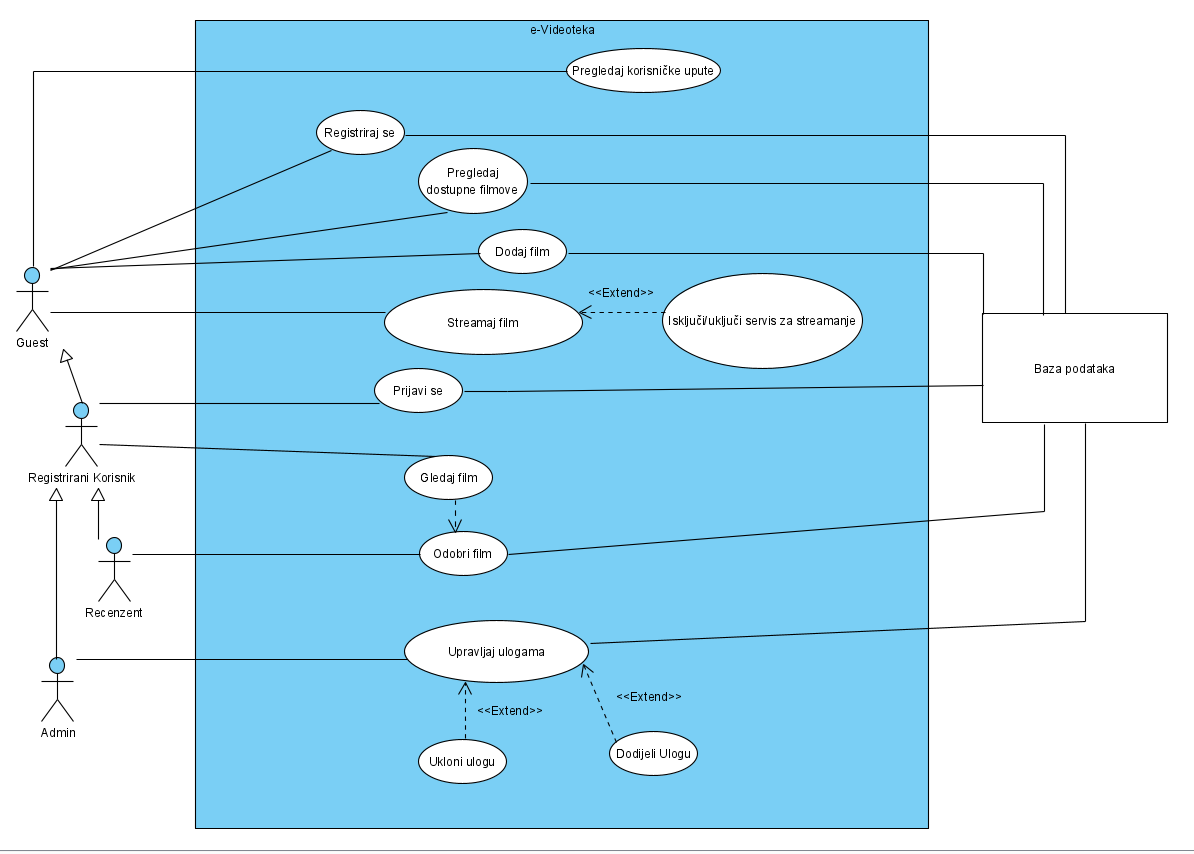 e-Videoteka
Pregledaj korisničke upute
Registriraj se
Pregledaj
dostupne filmove
Dodaj film
<<Extend>>
Streamaj film
Isključi/uključi servis za streamanje
Guest
Baza podataka
Prijavi se
Registrirani Korisnik
Gledaj film
Odobri film
Recenzent
Upravljaj ulogama
<<Extend>>
<<Extend>>
Admin
Ukloni ulogu
Dodijeli Ulogu